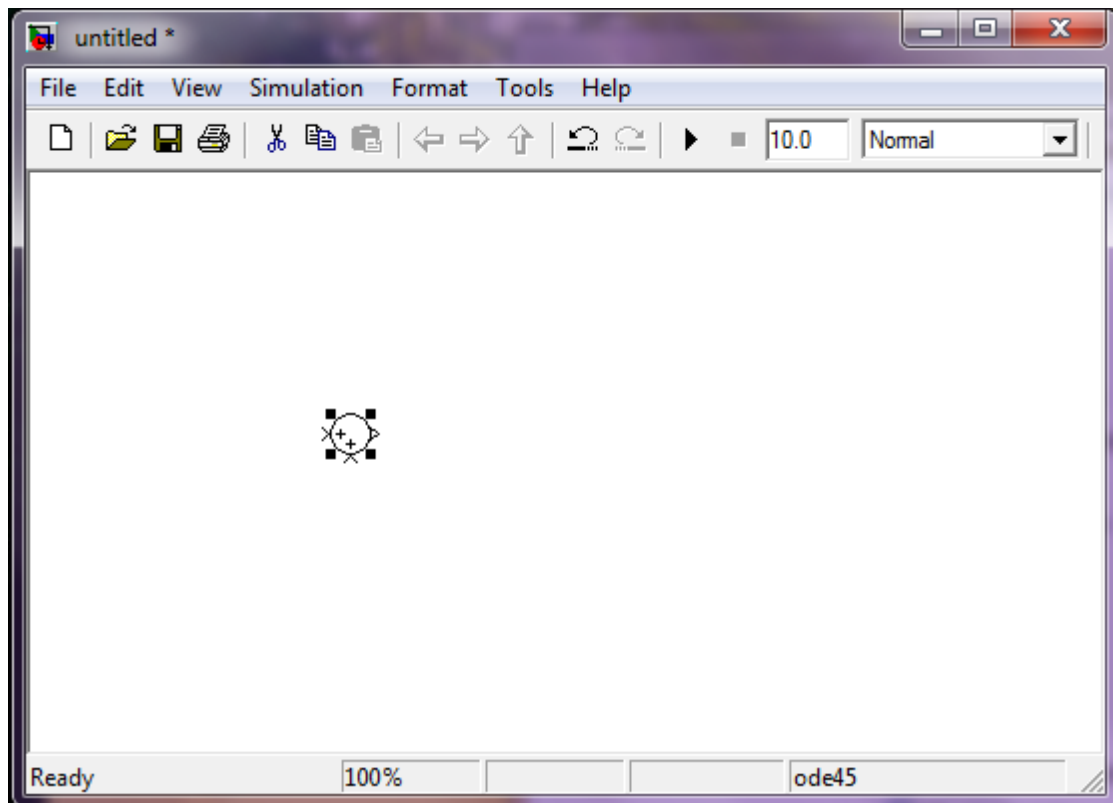 untitled *
File Edit View Simulation Format Tools Help
10.0 Normal
++
Ready 100% ode45